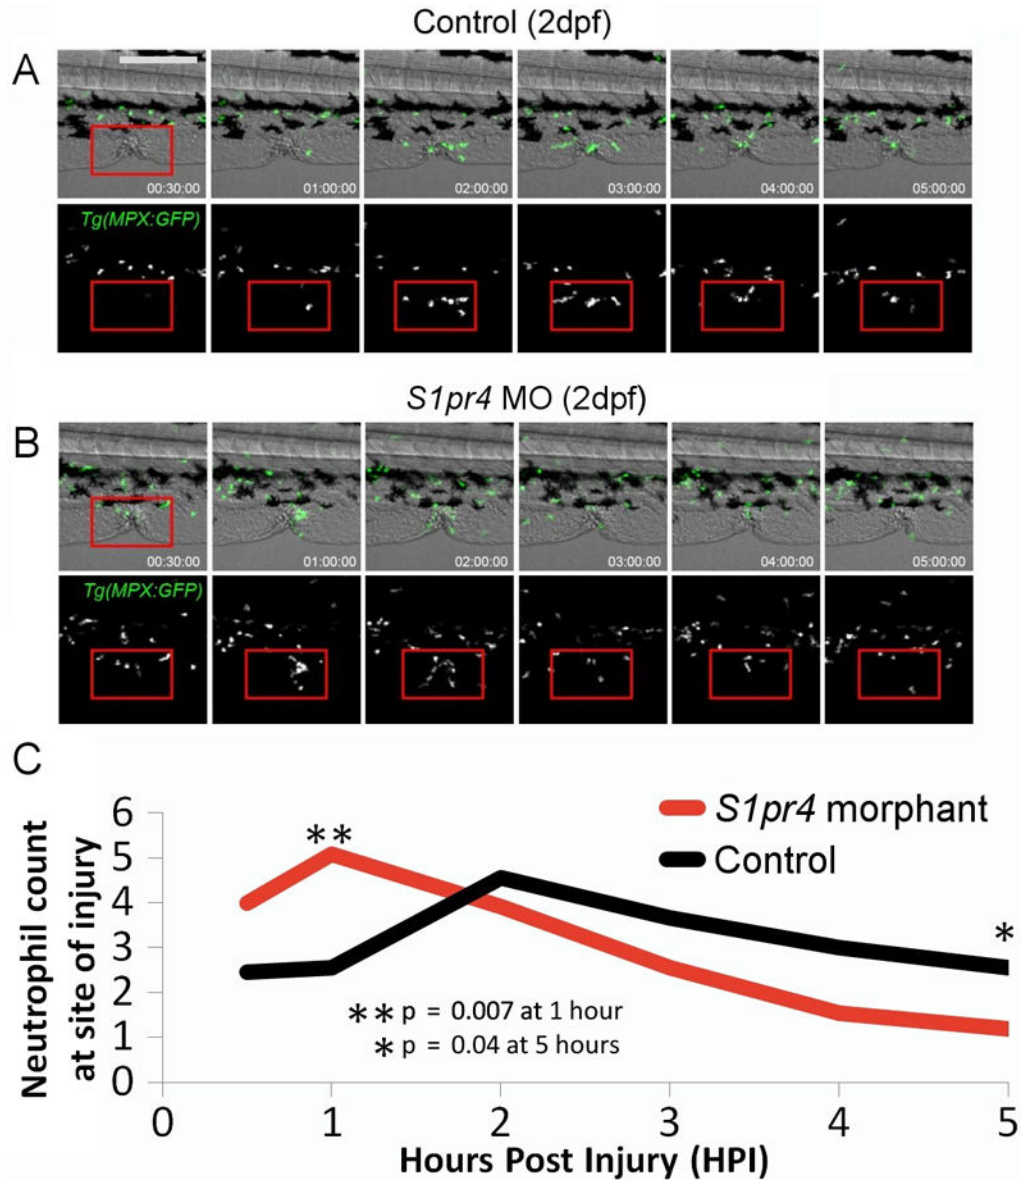 Control (2dpf)
A
00:30:00
01:00:00
02:00:00
03:00:00
04:00:00
05:00:00
Tg(MPX:GFP)
S1pr4 MO (2dpf)
B
00:30:00
01:00:00
02:00:00
03:00:00
04:00:00
05:00:00
Tg(MPX:GFP)
C
Neutrophil count
at site of injury
6
5
4
3
2
1
0
**
S1pr4 morphant
Control
*
** p = 0.007 at 1 hour
* p = 0.04 at 5 hours
0 1 2 3 4 5
Hours Post Injury (HPI)